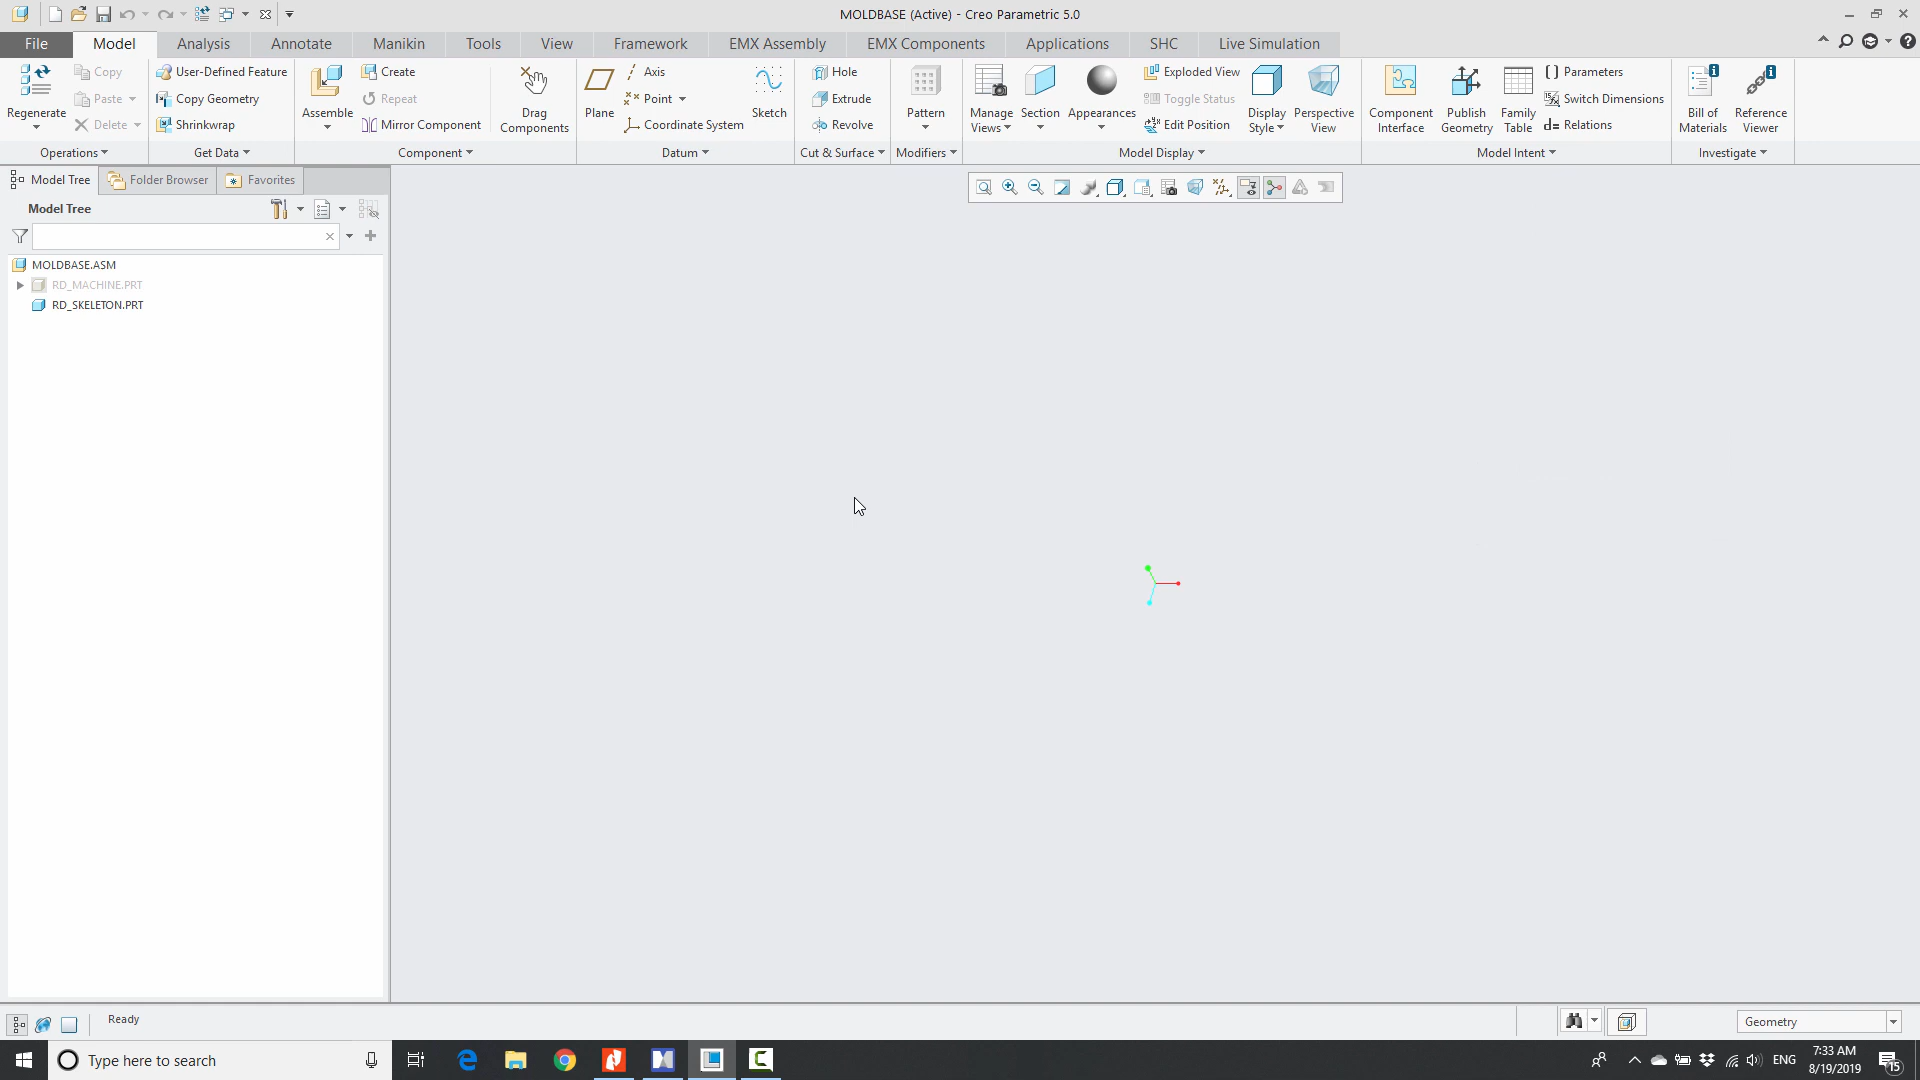 MOLDBASE (Active) - Creo Parametric 5.0
File Model Analysis Annotate Manikin Tools View Framework EMX Assembly EMX Components Applications SHC Live Simulation
Regenerate
Copy
Paste
Delete
Operations
User-Defined Feature
Copy Geometry
Shrinkwrap
Get Data
Assemble
Create
Repeat
Mirror Component
Drag
Components
Component
Plane
Axis
Point
Coordinate System
Sketch
Datum
Hole
Extrude
Revolve
Cut & Surface
Pattern
Modifiers
Manage
Views
Section
Appearances
Exploded View
Toggle Status
Edit Position
Display
Style
Perspective
View
Model Display
Component
Interface
Publish
Geometry
Family
Table
Parameters
Switch Dimensions
d= Relations
Model Intent
Bill of
Materials
Reference
Viewer
Investigate
Model Tree Folder Browser Favorites
Model Tree
MOLDBASE.ASM
RD_MACHINE.PRT
RD_SKELETON.PRT
Ready
Geometry
Type here to search
ENG
7:33 AM
8/19/2019
15